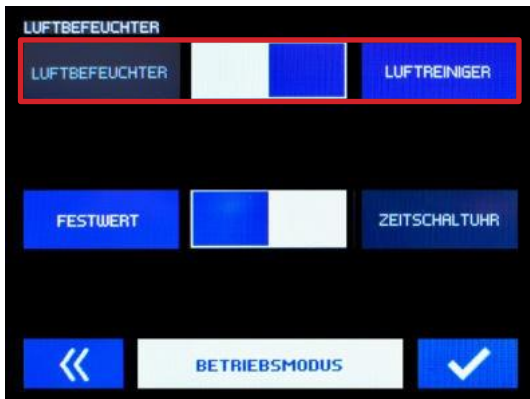 LUFTBEFEUCHTER
LUFTBEFEUCHTER LUFTREINIGER
FESTWERT ZEITSCHALTUHR
BETRIEBSMODUS